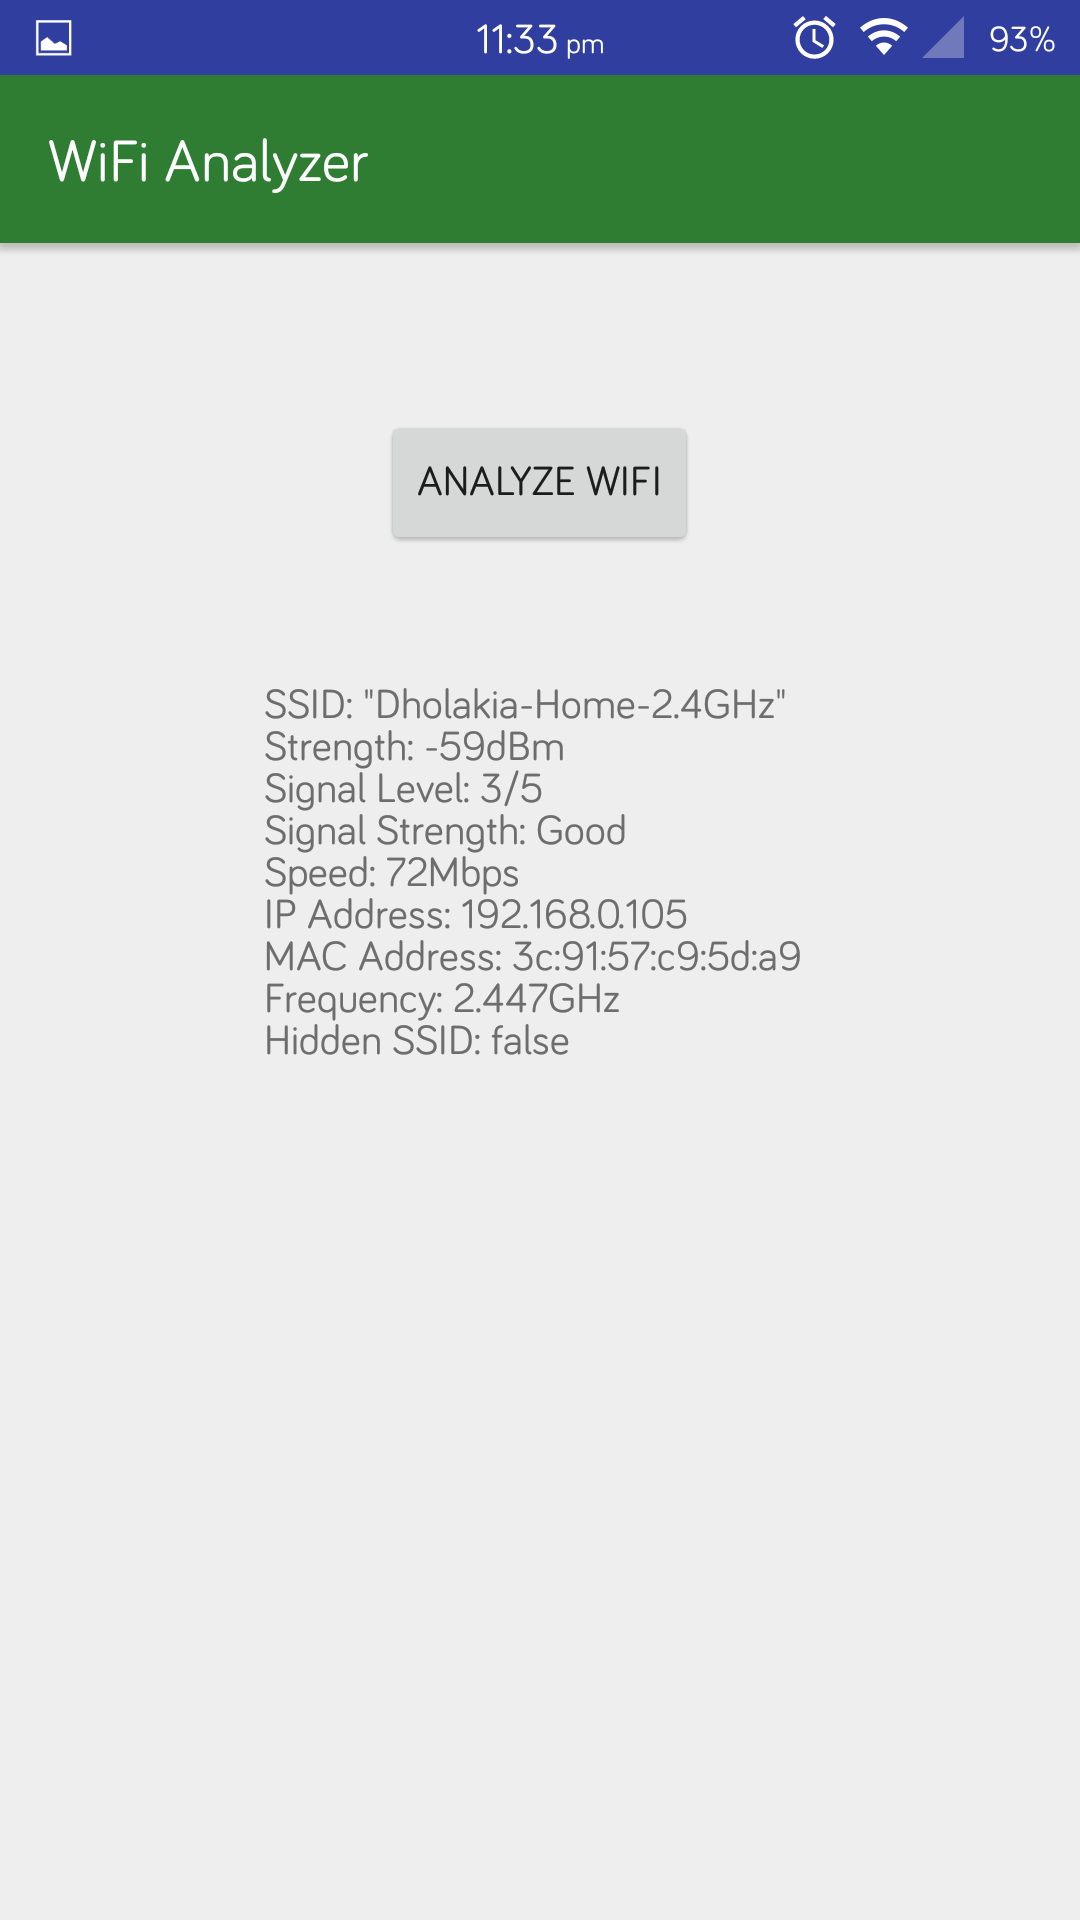 11:33 pm 93%
WiFi Analyzer
ANALYZE WIFI
SSID: "Dholakia-Home-2.4GHz"
Strength: -59dBm
Signal Level: 3/5
Signal Strength: Good
Speed: 72Mbps
IP Address: 192.168.0.105
MAC Address: 3c:91:57:c9:5d:a9
Frequency: 2.447GHz
Hidden SSID: false